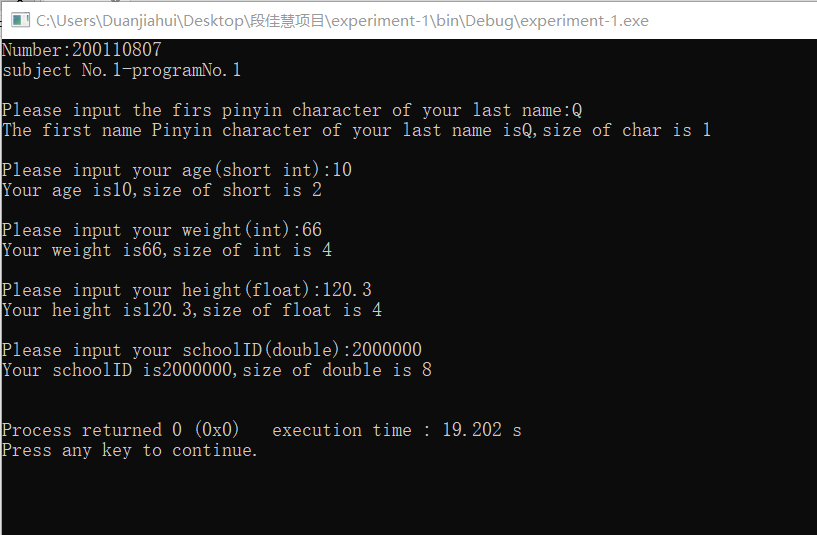 C:\Users\Duanjiahui\Desktop\段佳慧项目\experiment-1\bin\Debug\experiment-1.exe
Number:200110807
subject No.1-programNo.1
Please input the firs pinyin character of your last name:Q
The first name Pinyin character of your last name isQ,size of char is 1
Please input your age(short int):10
Your age is10,size of short is 2
Please input your weight(int):66
Your weight is66,size of int is 4
Please input your height(float):120.3
Your height is120.3,size of float is 4
Please input your schoolID(double):2000000
Your schoolID is2000000,size of double is 8
Process returned 0 (0x0)   execution time : 19.202 s
Press any key to continue.